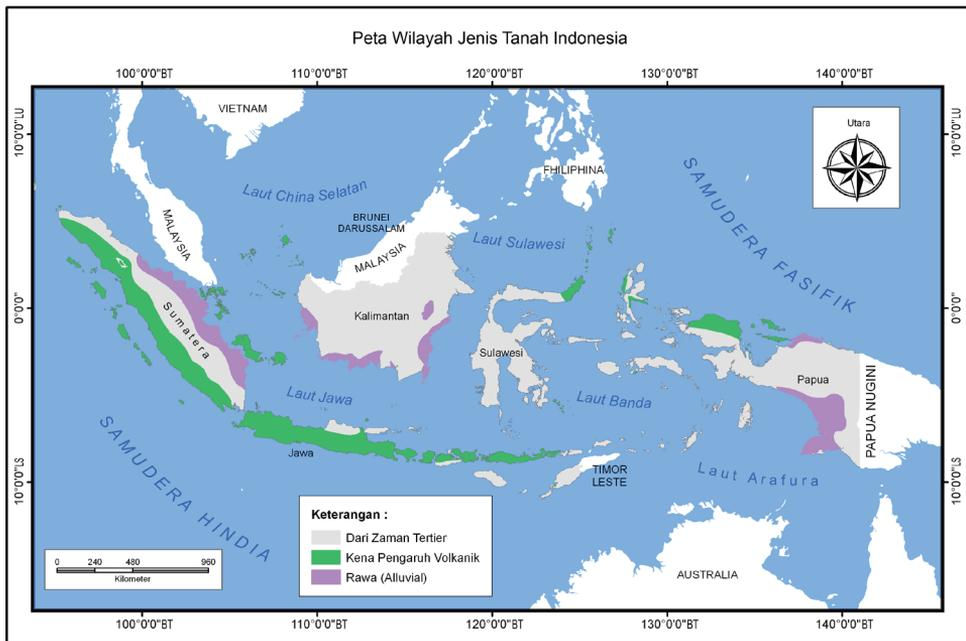 Peta Wilayah Jenis Tanah Indonesia
100°0'0"BT
110°0'0"BT
120°0'0"BT
130°0'0"BT
140°0'0"BT
10°0'0"LU
10°0'0"LU
VIETNAM
Utara
FHILIPHINA
Laut China Selatan
SAMUDERA FASIFIK
MALAYSIA
BRUNEI
DARUSSALAM
MALAYSIA
Laut Sulawesi
0°0'0"
0°0'0"
Sumatera
Kalimantan
Sulawesi
Papua
PAPUA NUGINI
Laut Jawa
Laut Banda
SAMUDERA HINDIA
Jawa
TIMOR
LESTE
Laut Arafura
10°0'0"LS
10°0'0"LS
Keterangan :
Dari Zaman Tertier
Kena Pengaruh Volkanik
Rawa (Alluvial)
0 240 480 960
Kilometer
AUSTRALIA
100°0'0"BT
110°0'0"BT
120°0'0"BT
130°0'0"BT
140°0'0"BT